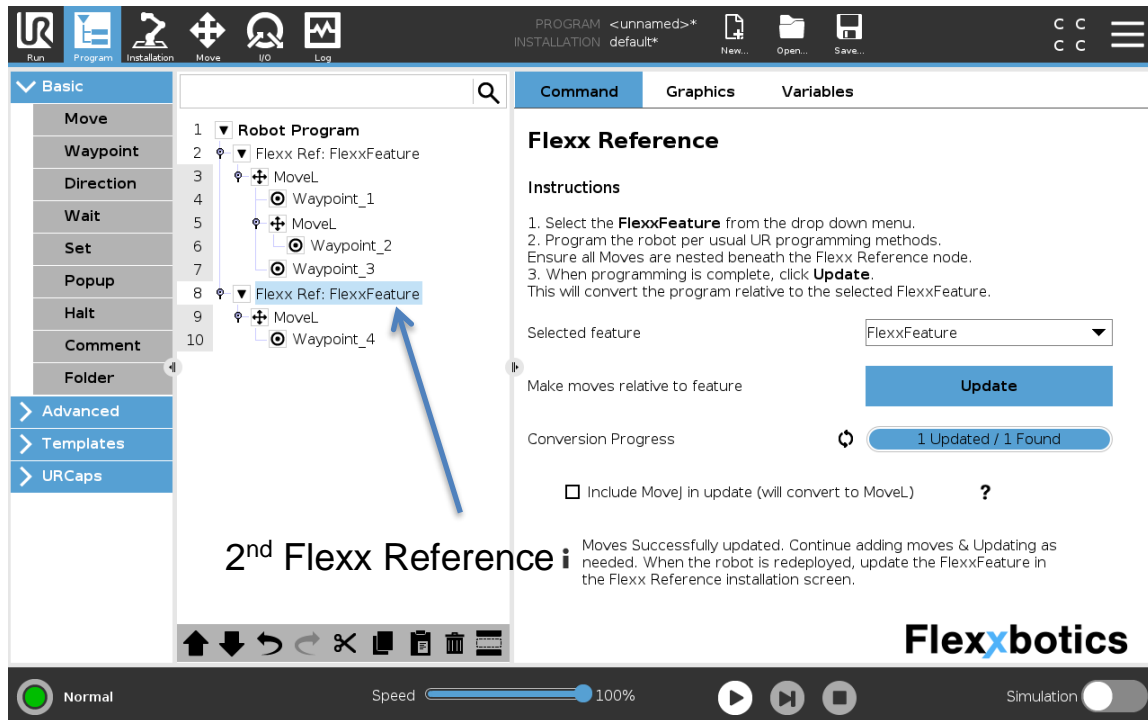 PROGRAM <unnamed>*
INSTALLATION default*
Run
Program
Installation
Move
I/O
Log
New...
Open...
Save...
C C
C C
Basic
Move
Waypoint
Direction
Wait
Set
Popup
Halt
Comment
Folder
Advanced
Templates
URCaps
1 Robot Program
2 Flexx Ref: FlexxFeature
3 MoveL
4 Waypoint_1
5 MoveL
6 Waypoint_2
7 Waypoint_3
8 Flexx Ref: FlexxFeature
9 MoveL
10 Waypoint_4
2nd Flexx Reference
Command Graphics Variables
Flexx Reference
Instructions
1. Select the FlexxFeature from the drop down menu.
2. Program the robot per usual UR programming methods.
Ensure all Moves are nested beneath the Flexx Reference node.
3. When programming is complete, click Update.
This will convert the program relative to the selected FlexxFeature.
Selected feature FlexxFeature
Make moves relative to feature Update
Conversion Progress 1 Updated / 1 Found
Include MoveJ in update (will convert to MoveL) ?
i Moves Successfully updated. Continue adding moves & Updating as
needed. When the robot is redeployed, update the FlexxFeature in
the Flexx Reference installation screen.
Flexxbotics
Normal
Speed 100%
Simulation